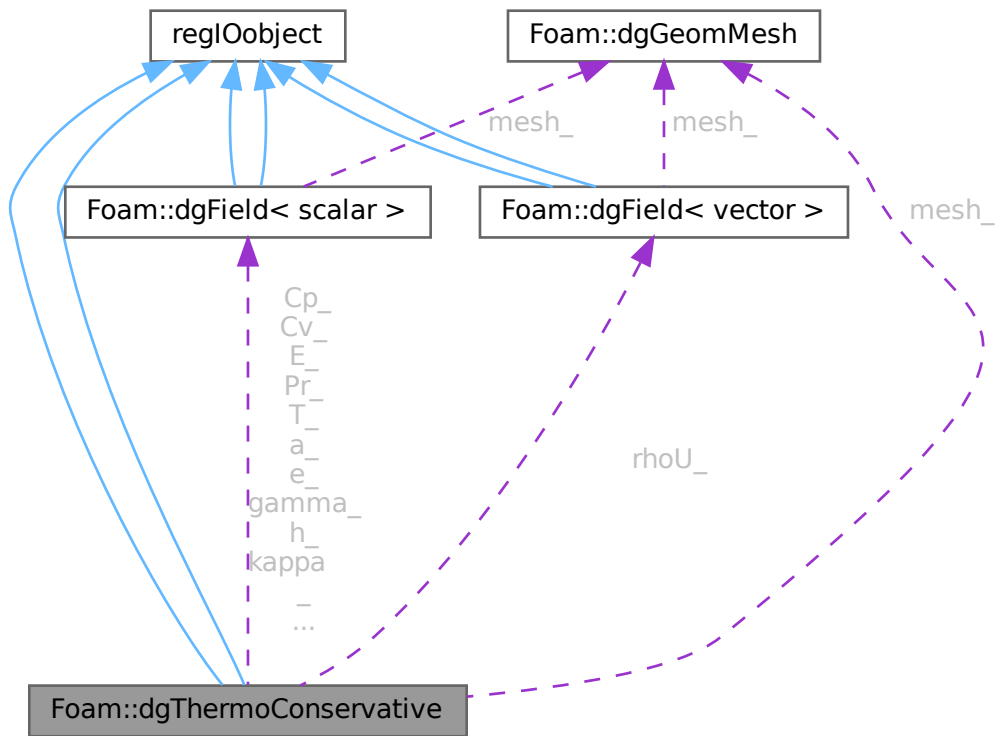 regIOobject
Foam::dgGeomMesh
mesh_
mesh_
Foam::dgField< scalar >
Foam::dgField< vector >
mesh_
Cp_
Cv_
E_
Pr_
T_
a_
e_
gamma_
h_
kappa
_
...
rhoU_
Foam::dgThermoConservative